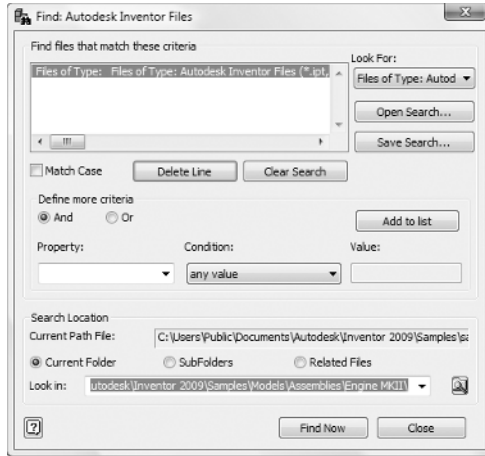 Find: Autodesk Inventor Files
Find files that match these criteria
Look For:
Files of Type: Files of Type: Autodesk Inventor Files (*.ipt,
Files of Type: Autod
Open Search...
Save Search...
Match Case
Delete Line
Clear Search
Define more criteria
And
Or
Add to list
Property:
Condition:
Value:
any value
Search Location
Current Path File:
C:\Users\Public\Documents\Autodesk\Inventor 2009\Samples\sa
Current Folder
SubFolders
Related Files
Look in:
utodesk\Inventor 2009\Samples\Models\Assemblies\Engine MKII\
Find Now
Close